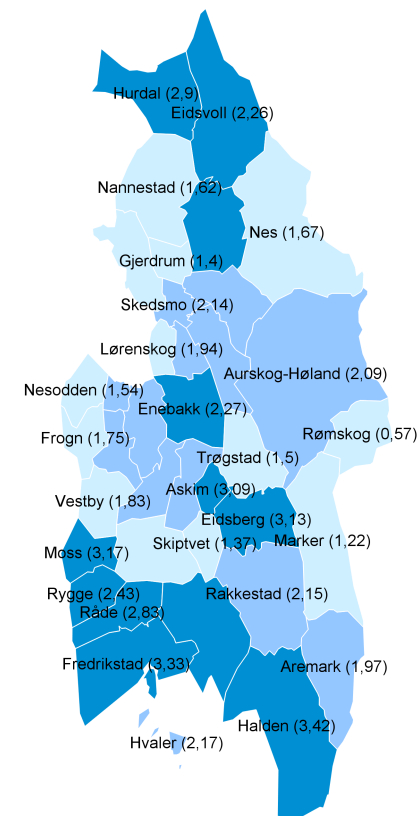 Hurdal (2,9)
Eidsvoll (2,26)
Nannestad (1,62)
Nes (1,67)
Gjerdrum (1,4)
Skedsmo (2,14)
Lørenskog (1,94)
Aurskog-Høland (2,09)
Nesodden (1,54)
Enebakk (2,27)
Frogn (1,75)
Rømskog (0,57)
Trøgstad (1,5)
Askim (3,09)
Vestby (1,83)
Eidsberg (3,13)
Skiptvet (1,37)
Marker (1,22)
Moss (3,17)
Rygge (2,43)
Rakkestad (2,15)
Råde (2,83)
Fredrikstad (3,33)
Aremark (1,97)
Halden (3,42)
Hvaler (2,17)